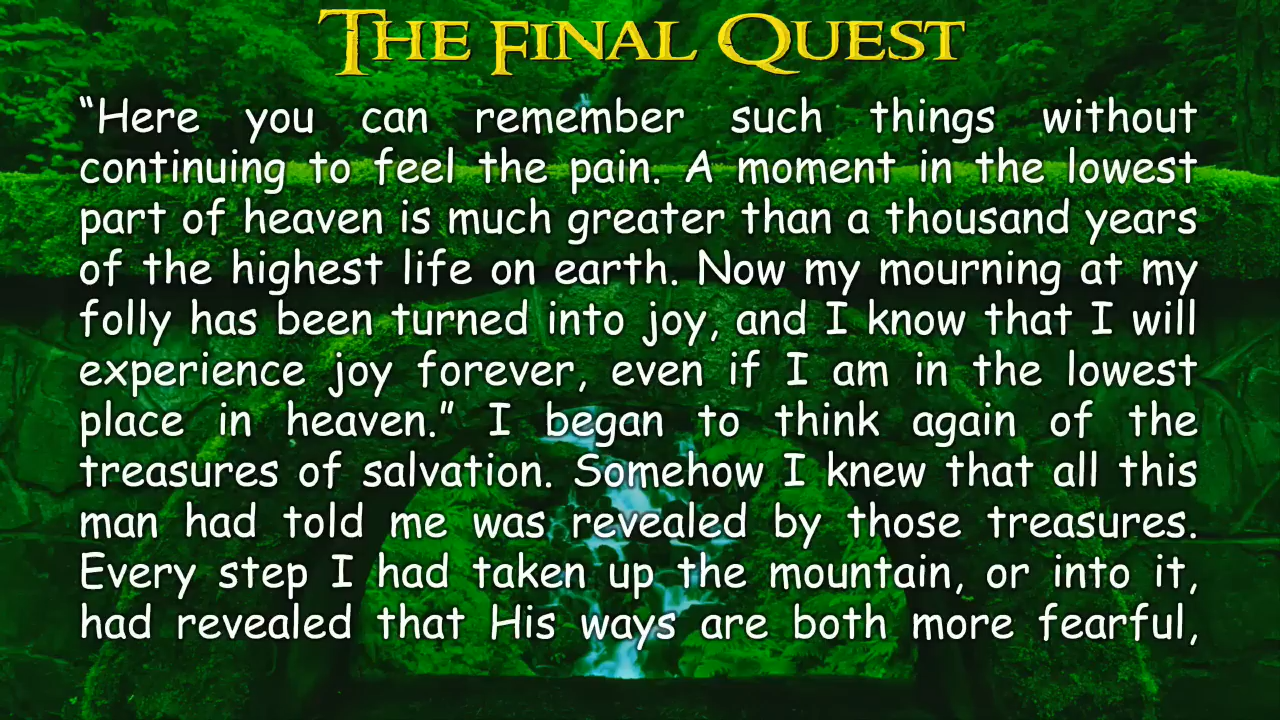 THE FINAL QUEST
“Here you can remember such things without
continuing to feel the pain. A moment in the lowest
part of heaven is much greater than a thousand years
of the highest life on earth. Now my mourning at my
folly has been turned into joy, and I know that I will
experience joy forever, even if I am in the lowest
place in heaven.” I began to think again of the
treasures of salvation. Somehow I knew that all this
man had told me was revealed by those treasures.
Every step I had taken up the mountain, or into it,
had revealed that His ways are both more fearful,